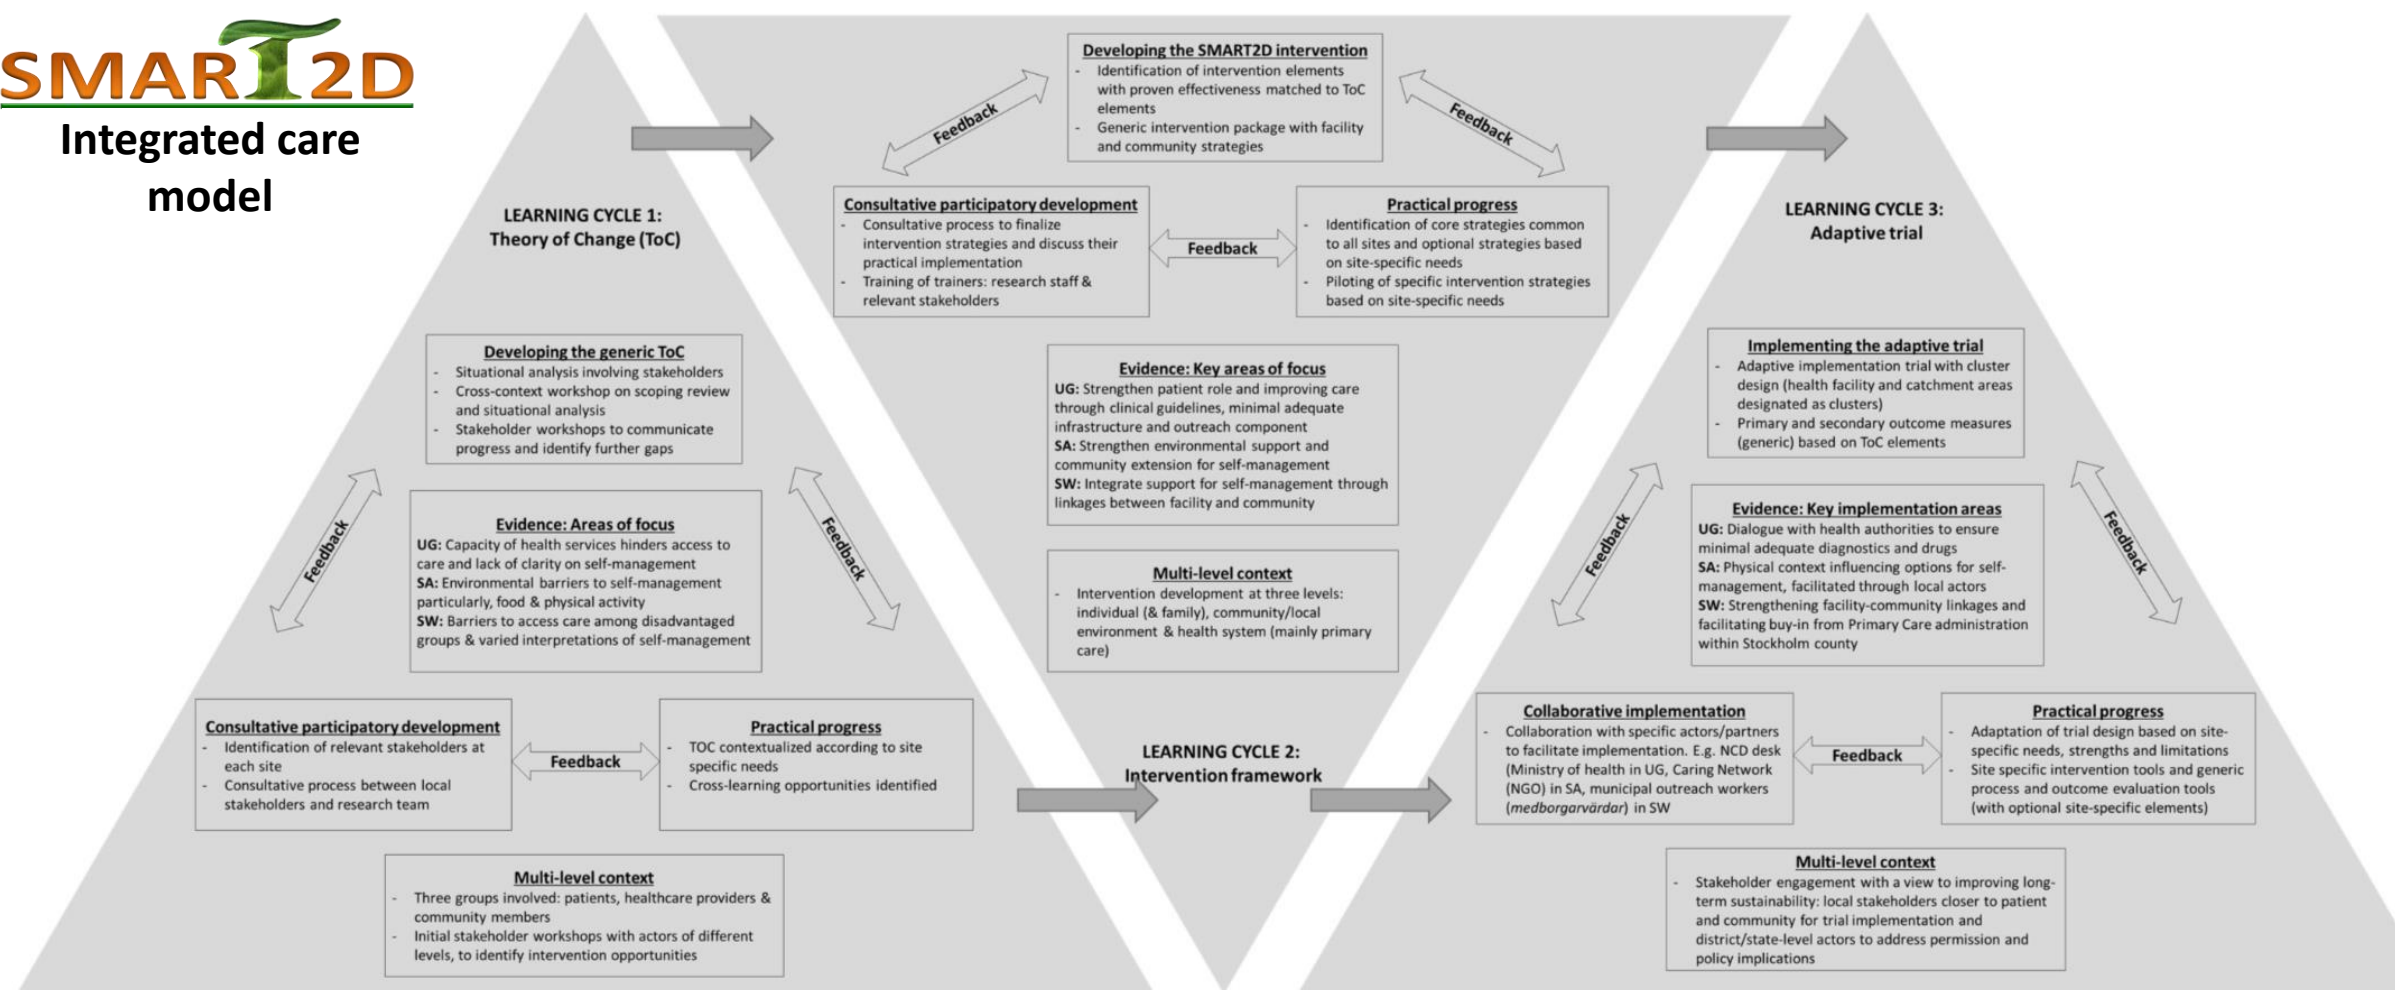 SMART2D
Integrated care
model
LEARNING CYCLE 1:
Theory of Change (ToC)
Developing the generic ToC
- Situational analysis involving stakeholders
- Cross-context workshop on scoping review
and situational analysis
- Stakeholder workshops to communicate
progress and identify further gaps
Feedback
Feedback
Evidence: Areas of focus
UG: Capacity of health services hinders access to
care and lack of clarity on self-management
SA: Environmental barriers to self-management
particularly, food & physical activity
SW: Barriers to access care among disadvantaged
groups & varied interpretations of self-management
Consultative participatory development
- Identification of relevant stakeholders at
each site
- Consultative process between local
stakeholders and research team
Feedback
Practical progress
- TOC contextualized according to site
specific needs
- Cross-learning opportunities identified
Multi-level context
- Three groups involved: patients, healthcare providers &
community members
- Initial stakeholder workshops with actors of different
levels, to identify intervention opportunities
Developing the SMART2D intervention
- Identification of intervention elements
with proven effectiveness matched to ToC
elements
- Generic intervention package with facility
and community strategies
Feedback
Feedback
Consultative participatory development
- Consultative process to finalize
intervention strategies and discuss their
practical implementation
- Training of trainers: research staff &
relevant stakeholders
Feedback
Practical progress
- Identification of core strategies common
to all sites and optional strategies based
on site-specific needs
- Piloting of specific intervention strategies
based on site-specific needs
Evidence: Key areas of focus
UG: Strengthen patient role and improving care
through clinical guidelines, minimal adequate
infrastructure and outreach component
SA: Strengthen environmental support and
community extension for self-management
SW: Integrate support for self-management through
linkages between facility and community
Multi-level context
- Intervention development at three levels:
individual (& family), community/local
environment & health system (mainly primary
care)
LEARNING CYCLE 2:
Intervention framework
LEARNING CYCLE 3:
Adaptive trial
Implementing the adaptive trial
- Adaptive implementation trial with cluster
design (health facility and catchment areas
designated as clusters)
- Primary and secondary outcome measures
(generic) based on ToC elements
Feedback
Feedback
Evidence: Key implementation areas
UG: Dialogue with health authorities to ensure
minimal adequate diagnostics and drugs
SA: Physical context influencing options for self-
management, facilitated through local actors
SW: Strengthening facility-community linkages and
facilitating buy-in from Primary Care administration
within Stockholm county
Collaborative implementation
- Collaboration with specific actors/partners
to facilitate implementation. E.g. NCD desk
(Ministry of health in UG, Caring Network
(NGO) in SA, municipal outreach workers
(medborgarvärdar) in SW
Feedback
Practical progress
- Adaptation of trial design based on site-
specific needs, strengths and limitations
- Site specific intervention tools and generic
process and outcome evaluation tools
(with optional site-specific elements)
Multi-level context
- Stakeholder engagement with a view to improving long-
term sustainability: local stakeholders closer to patient
and community for trial implementation and
district/state-level actors to address permission and
policy implications